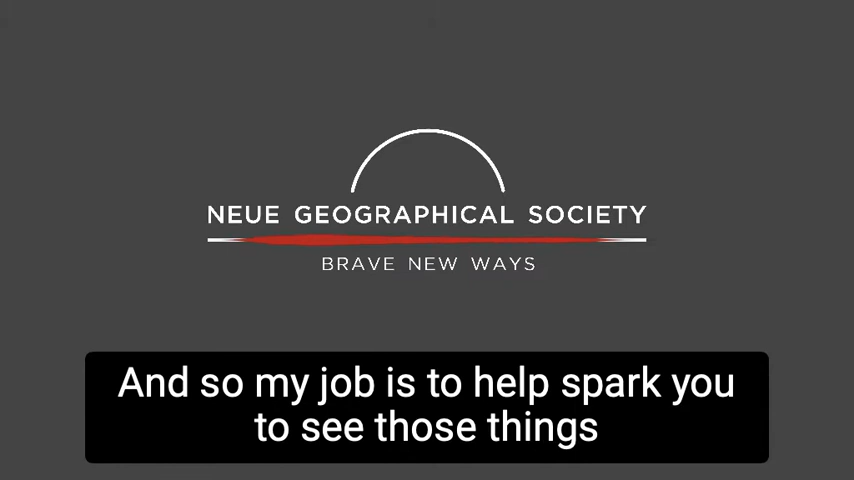 NEUE GEOGRAPHICAL SOCIETY
BRAVE NEW WAYS
And so my job is to help spark you
to see those things